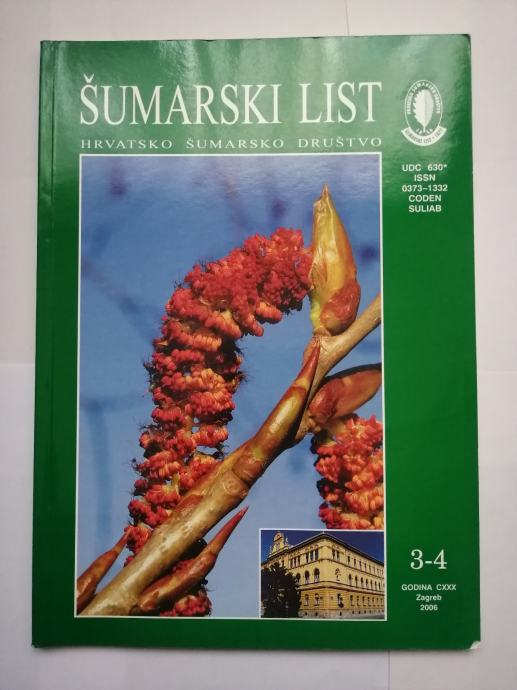 ŠUMARSKI LIST
HRVATSKO ŠUMARSKO DRUŠTVO
UDC 630*
ISSN
0373-1332
CODEN
SULIAB
3-4
GODINA CXXX
Zagreb
2006